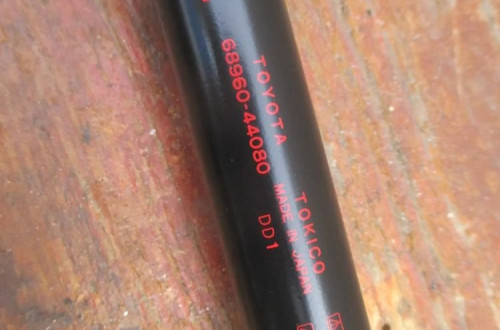 TOYOTA
68960-44080
TOKICO
MADE IN JAPAN
DD1